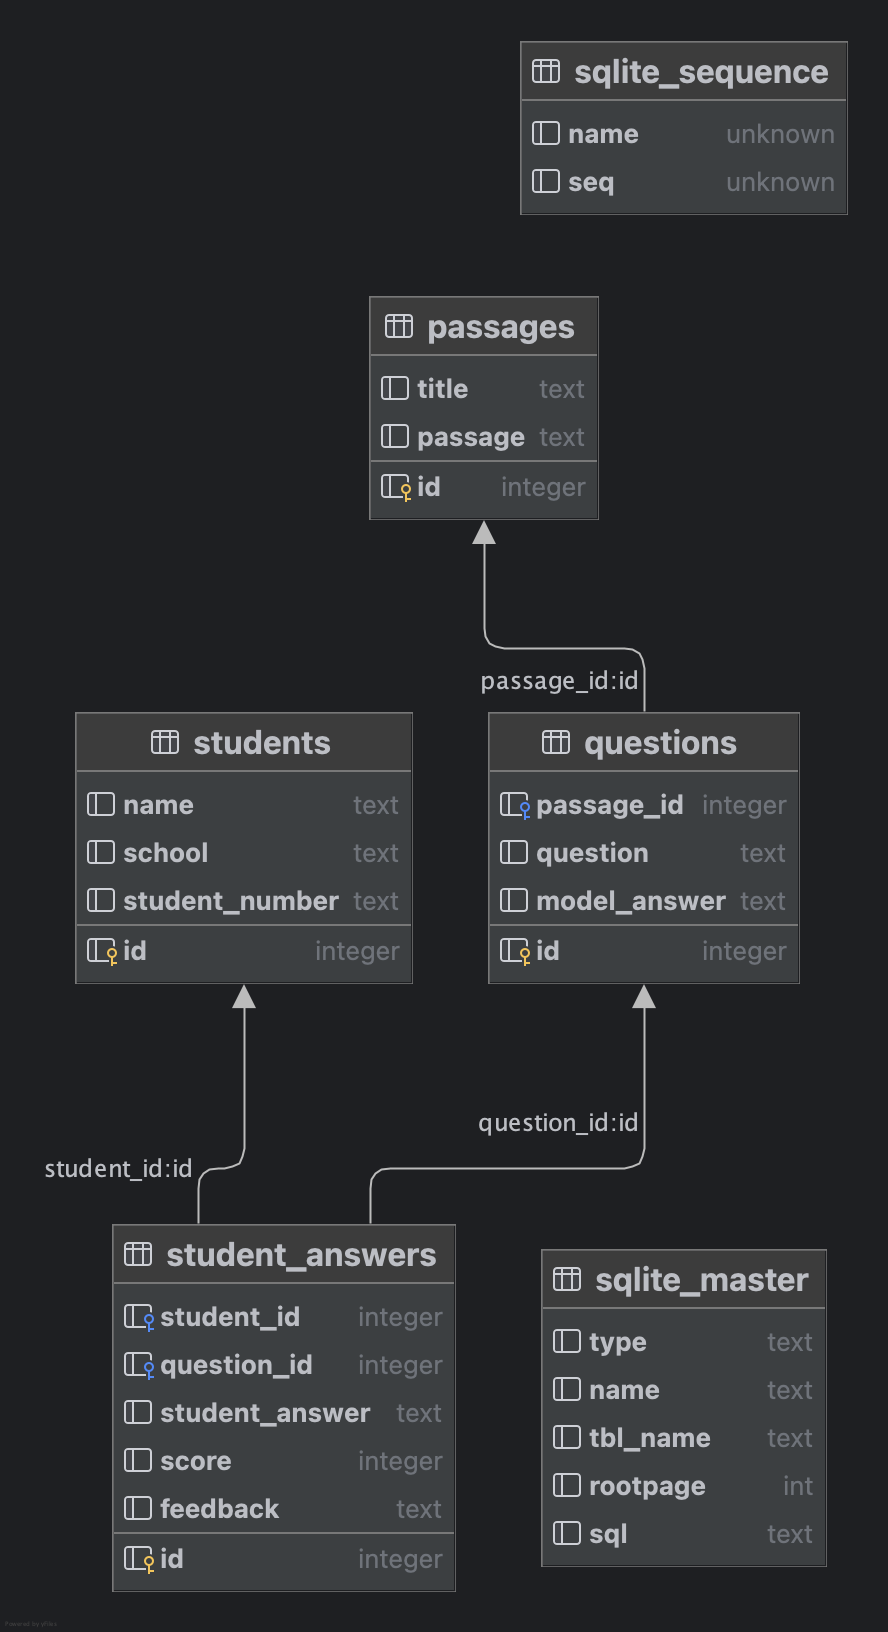 sqlite_sequence
name unknown
seq unknown
passages
title text
passage text
id integer
passage_id:id
students
name text
school text
student_number text
id integer
questions
passage_id integer
question text
model_answer text
id integer
question_id:id
student_id:id
student_answers
student_id integer
question_id integer
student_answer text
score integer
feedback text
id integer
sqlite_master
type text
name text
tbl_name text
rootpage int
sql text
Powered by yFiles